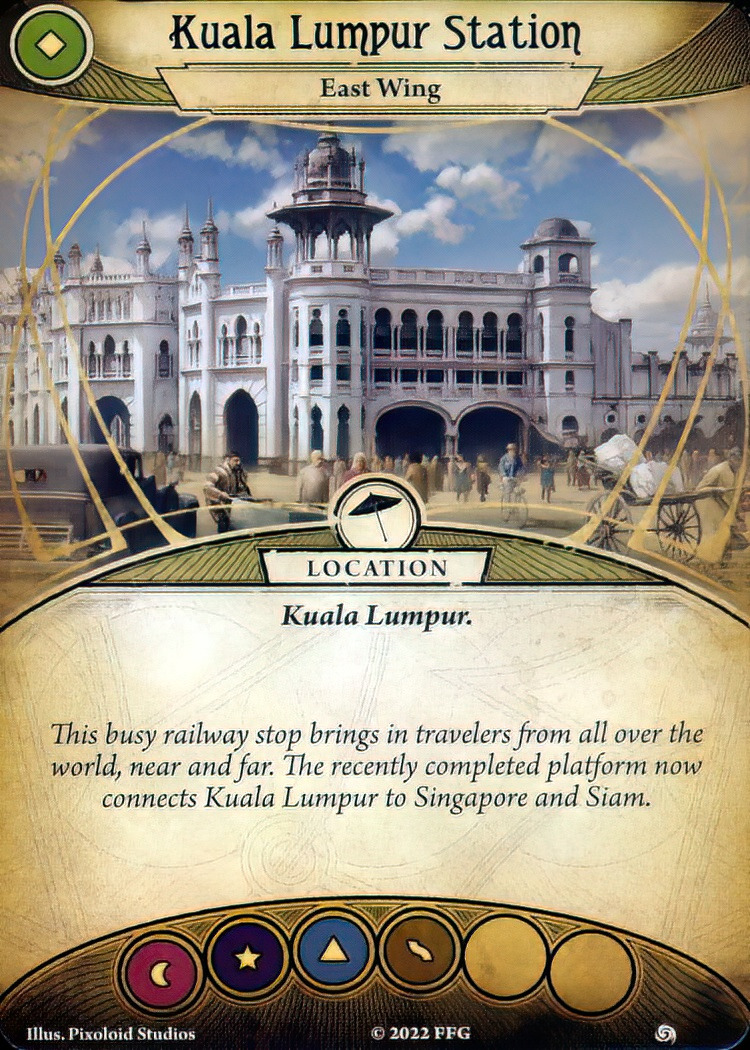 Kuala Lumpur Station
East Wing
LOCATION
Kuala Lumpur.
This busy railway stop brings in travelers from all over the
world, near and far. The recently completed platform now
connects Kuala Lumpur to Singapore and Siam.
Illus. Pixoloid Studios
© 2022 FFG